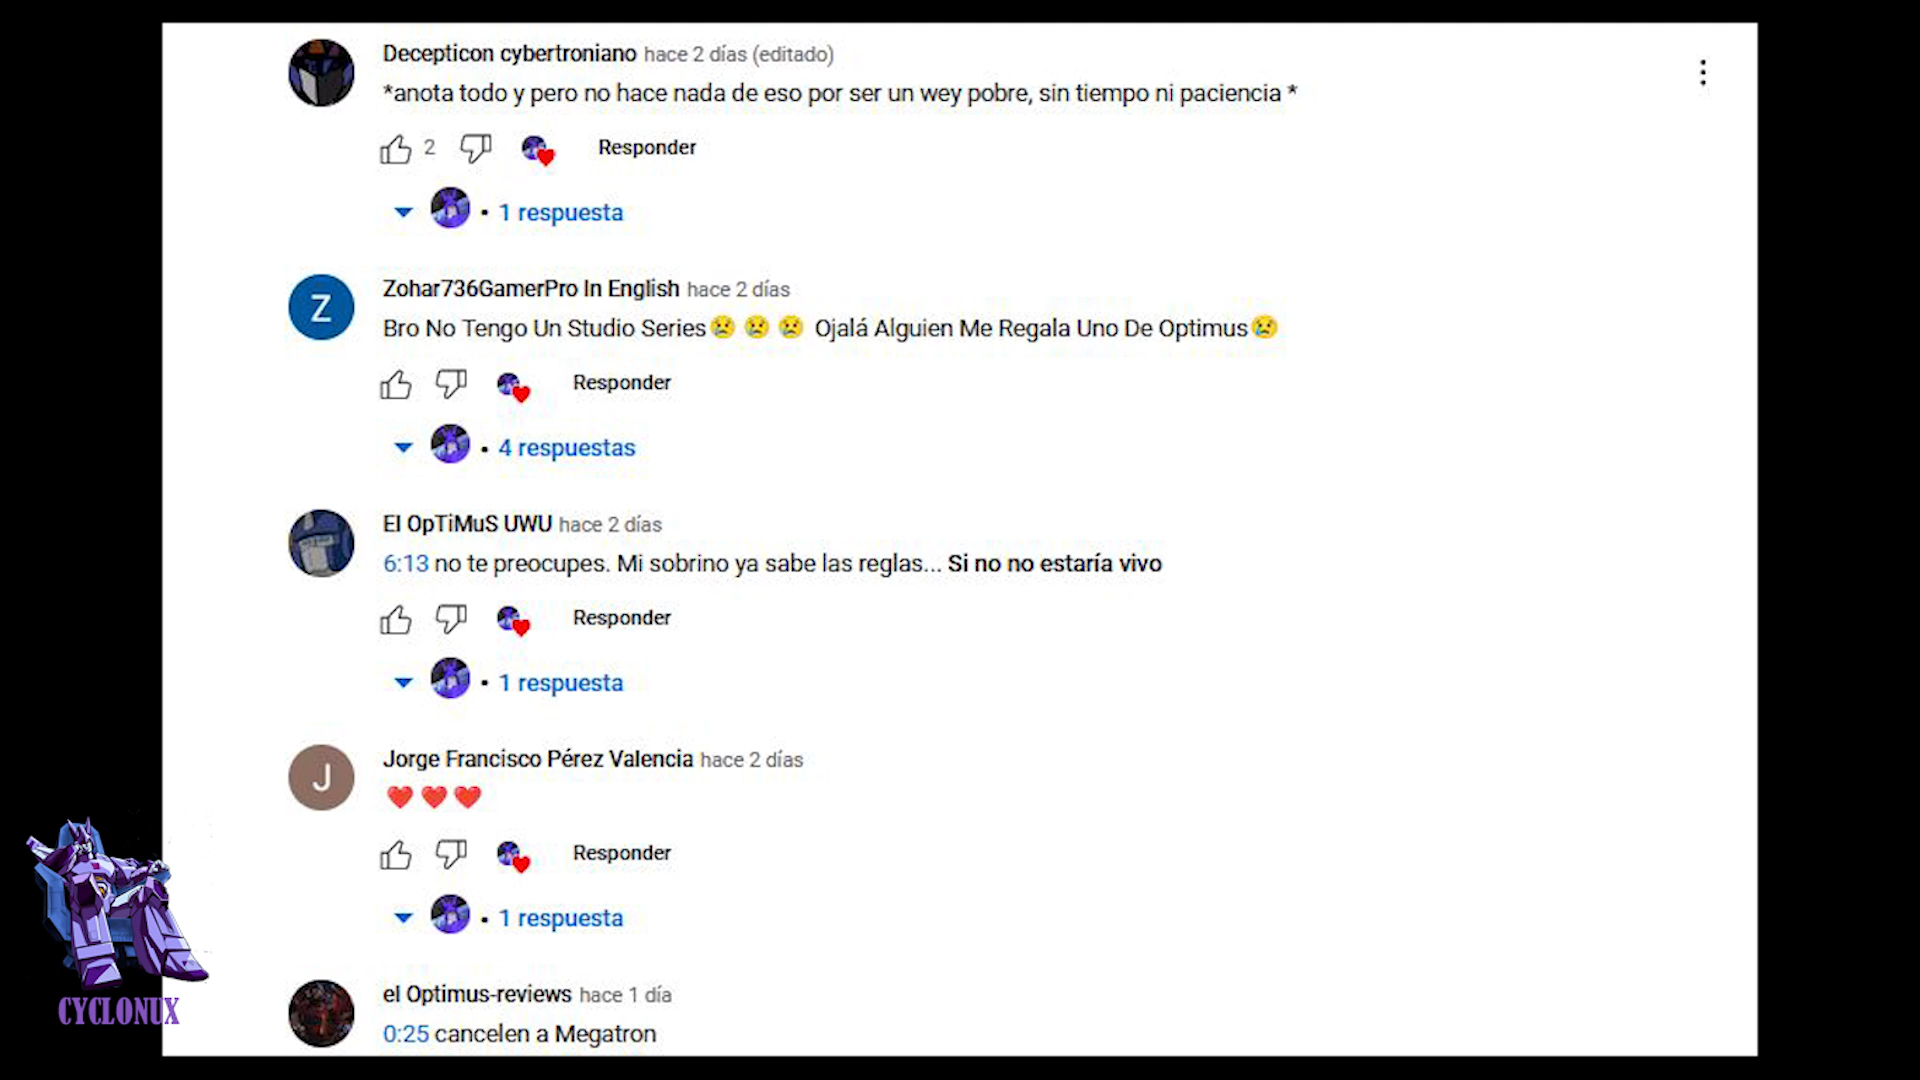 Decepticon cybertroniano hace 2 días (editado)
*anota todo y pero no hace nada de eso por ser un wey pobre, sin tiempo ni paciencia *
2 Responder
• 1 respuesta
Z
Zohar736GamerPro In English hace 2 días
Bro No Tengo Un Studio Series😢 😢 😢 Ojalá Alguien Me Regala Uno De Optimus😢
Responder
• 4 respuestas
El OpTiMuS UWU hace 2 días
6:13 no te preocupes. Mi sobrino ya sabe las reglas... Si no no estaría vivo
Responder
• 1 respuesta
J
Jorge Francisco Pérez Valencia hace 2 días
❤️ ❤️ ❤️
Responder
• 1 respuesta
el Optimus-reviews hace 1 día
0:25 cancelen a Megatron
CYCLONUX